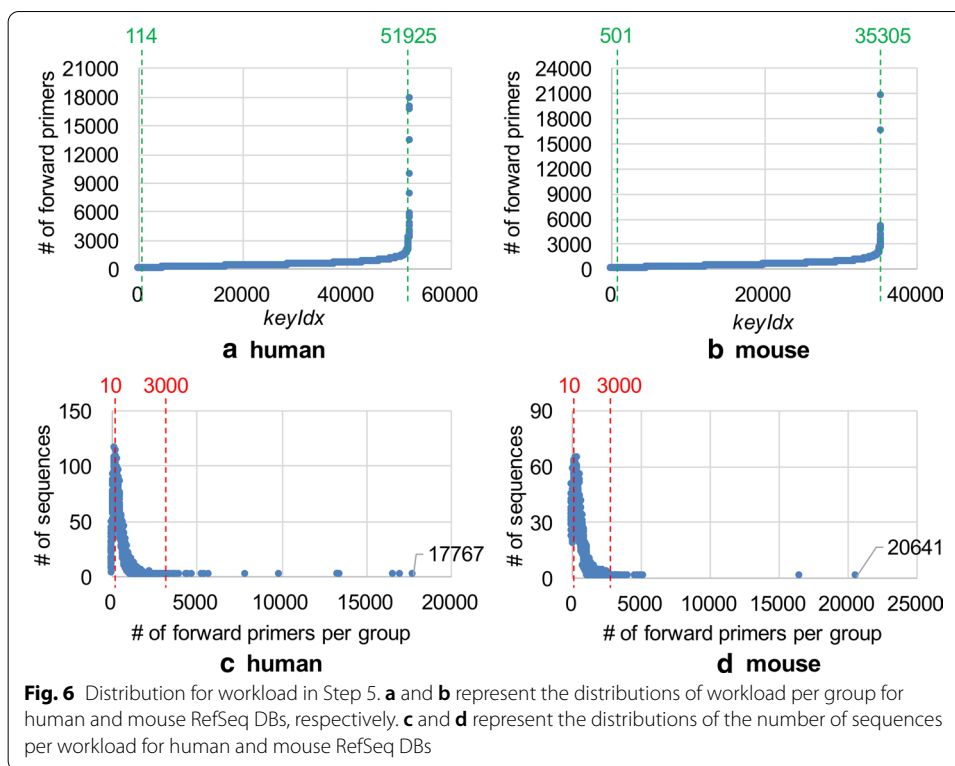 114 51925
21000
18000
15000
12000
9000
6000
3000
0
# of forward primers
0 20000 40000 60000
keyIdx
a human
501 35305
24000
21000
18000
15000
12000
9000
6000
3000
0
# of forward primers
0 20000 40000
keyIdx
b mouse
10 3000
150
100
50
0
# of sequences
17767
0 5000 10000 15000 20000
# of forward primers per group
c human
10 3000
90
60
30
0
# of sequences
20641
0 5000 10000 15000 20000 25000
# of forward primers per group
d mouse
Fig. 6 Distribution for workload in Step 5. a and b represent the distributions of workload per group for
human and mouse RefSeq DBs, respectively. c and d represent the distributions of the number of sequences
per workload for human and mouse RefSeq DBs